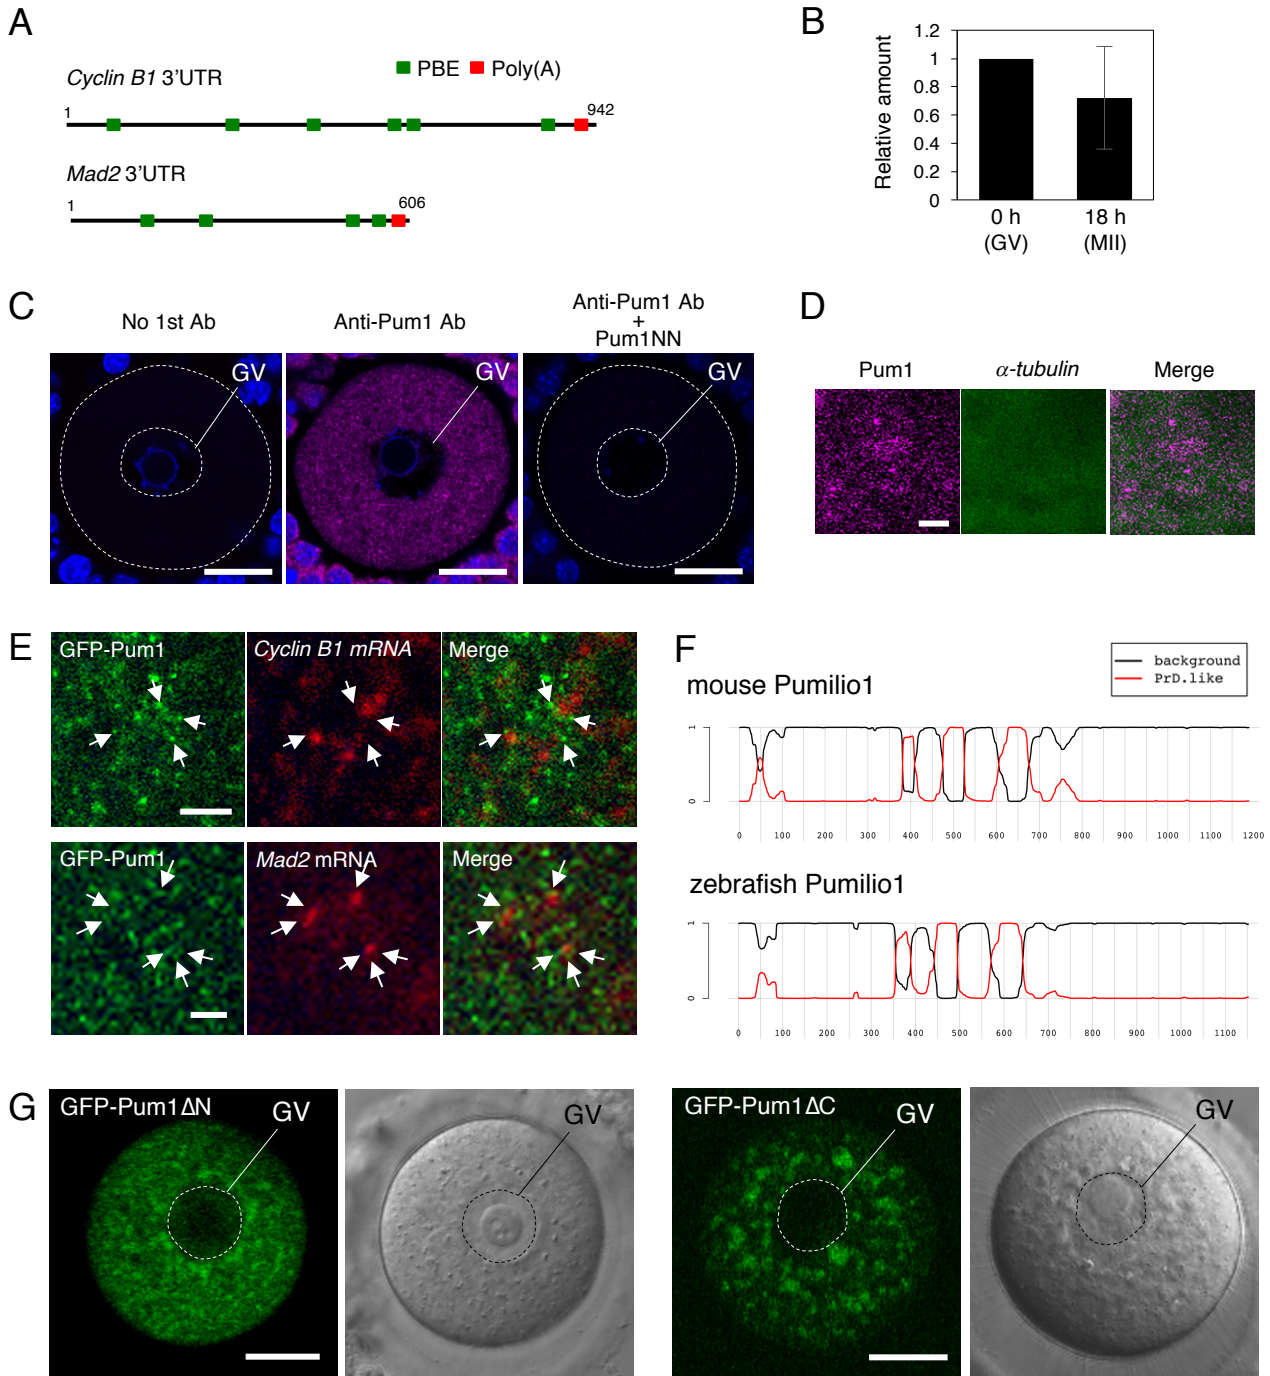 A
PBE
Poly(A)
Cyclin B1 3’UTR
1
942
Mad2 3’UTR
1
606
B
Relative amount
1.2
1
0.8
0.6
0.4
0.2
0
0 h
(GV)
18 h
(MII)
C
No 1st Ab
GV
Anti-Pum1 Ab
GV
Anti-Pum1 Ab
+
Pum1NN
GV
D
Pum1
α-tubulin
Merge
E
GFP-Pum1
Cyclin B1 mRNA
Merge
GFP-Pum1
Mad2 mRNA
Merge
F
background
PrD.like
mouse Pumilio1
1
0
0 100 200 300 400 500 600 700 800 900 1000 1100 1200
zebrafish Pumilio1
1
0
0 100 200 300 400 500 600 700 800 900 1000 1100
G
GFP-Pum1ΔN
GV
GV
GFP-Pum1ΔC
GV
GV